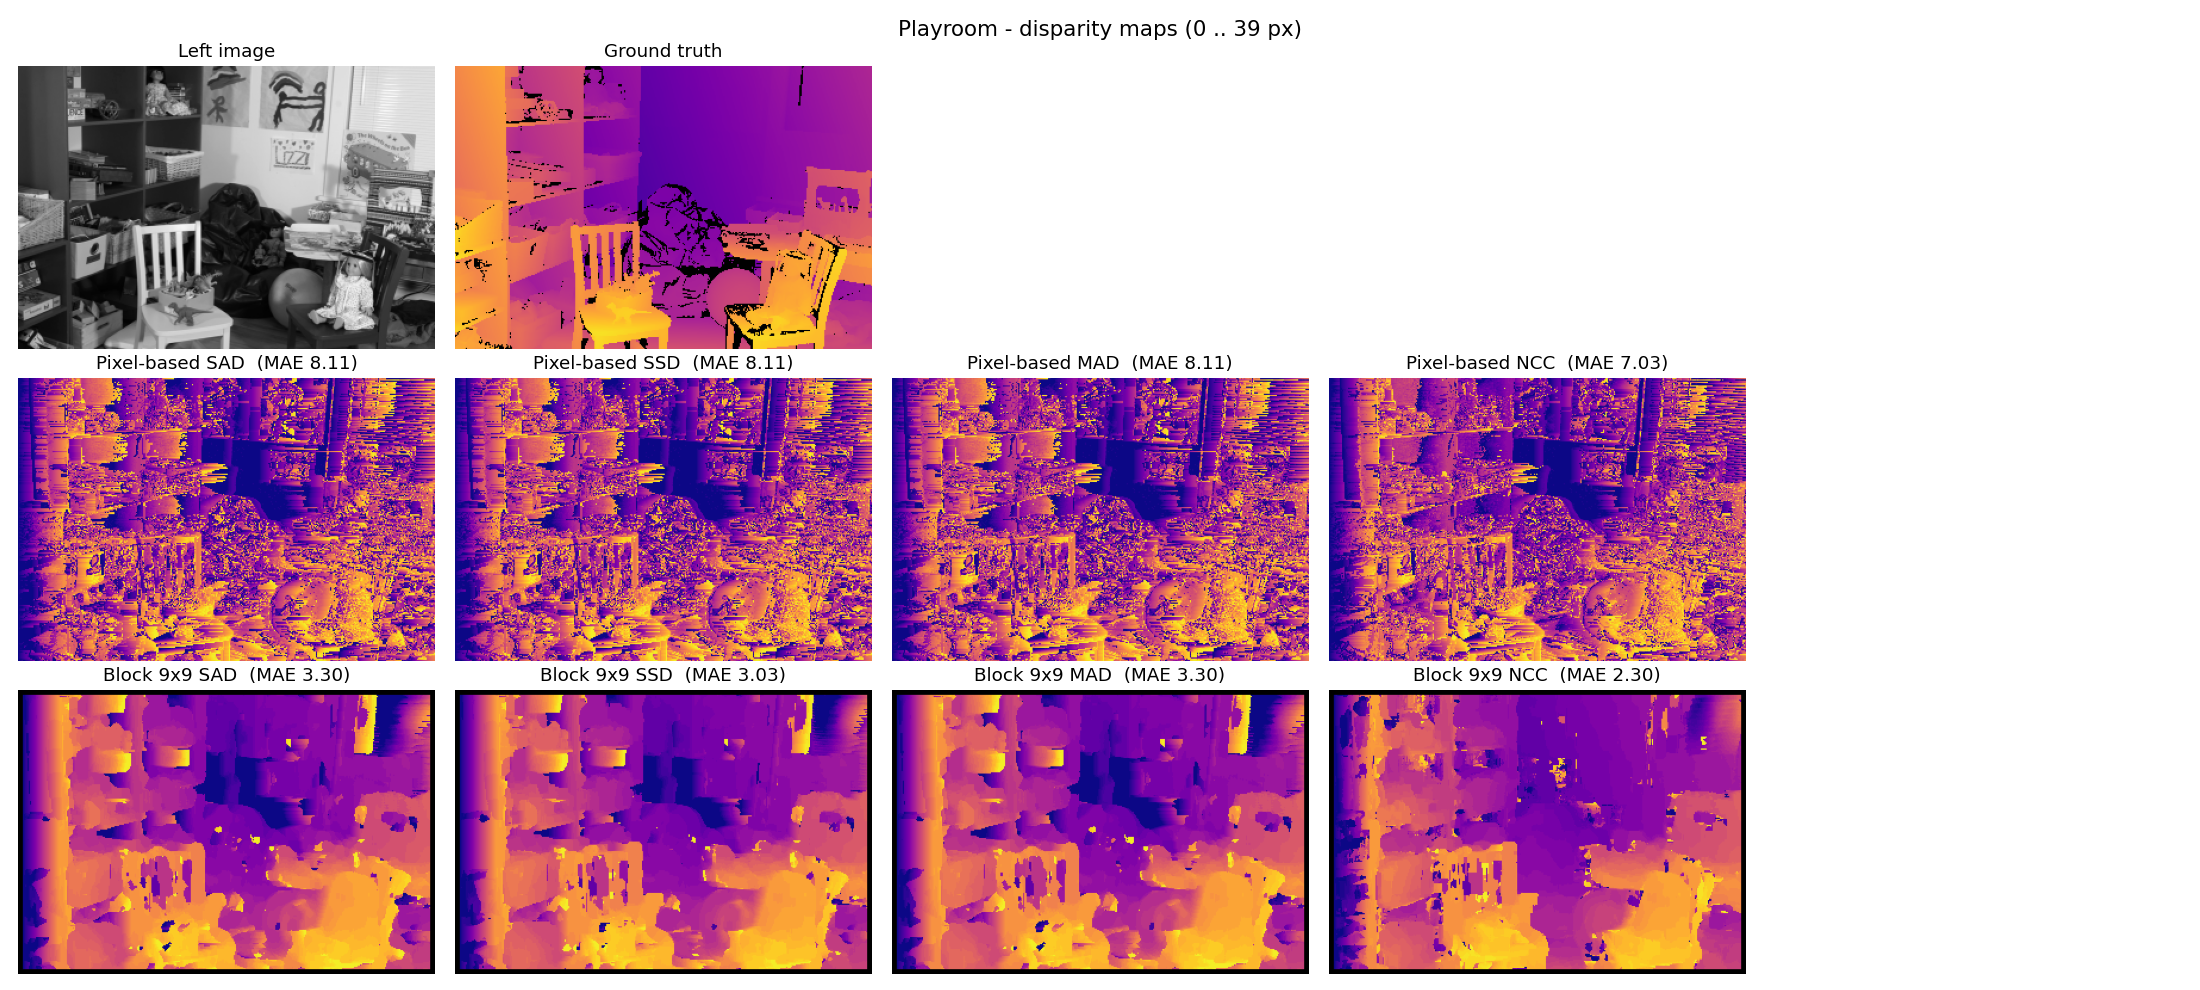 Playroom - disparity maps (0 .. 39 px)
Left image
Ground truth
LIZZI
Pixel-based SAD (MAE 8.11)
Pixel-based SSD (MAE 8.11)
Pixel-based MAD (MAE 8.11)
Pixel-based NCC (MAE 7.03)
Block 9x9 SAD (MAE 3.30)
Block 9x9 SSD (MAE 3.03)
Block 9x9 MAD (MAE 3.30)
Block 9x9 NCC (MAE 2.30)